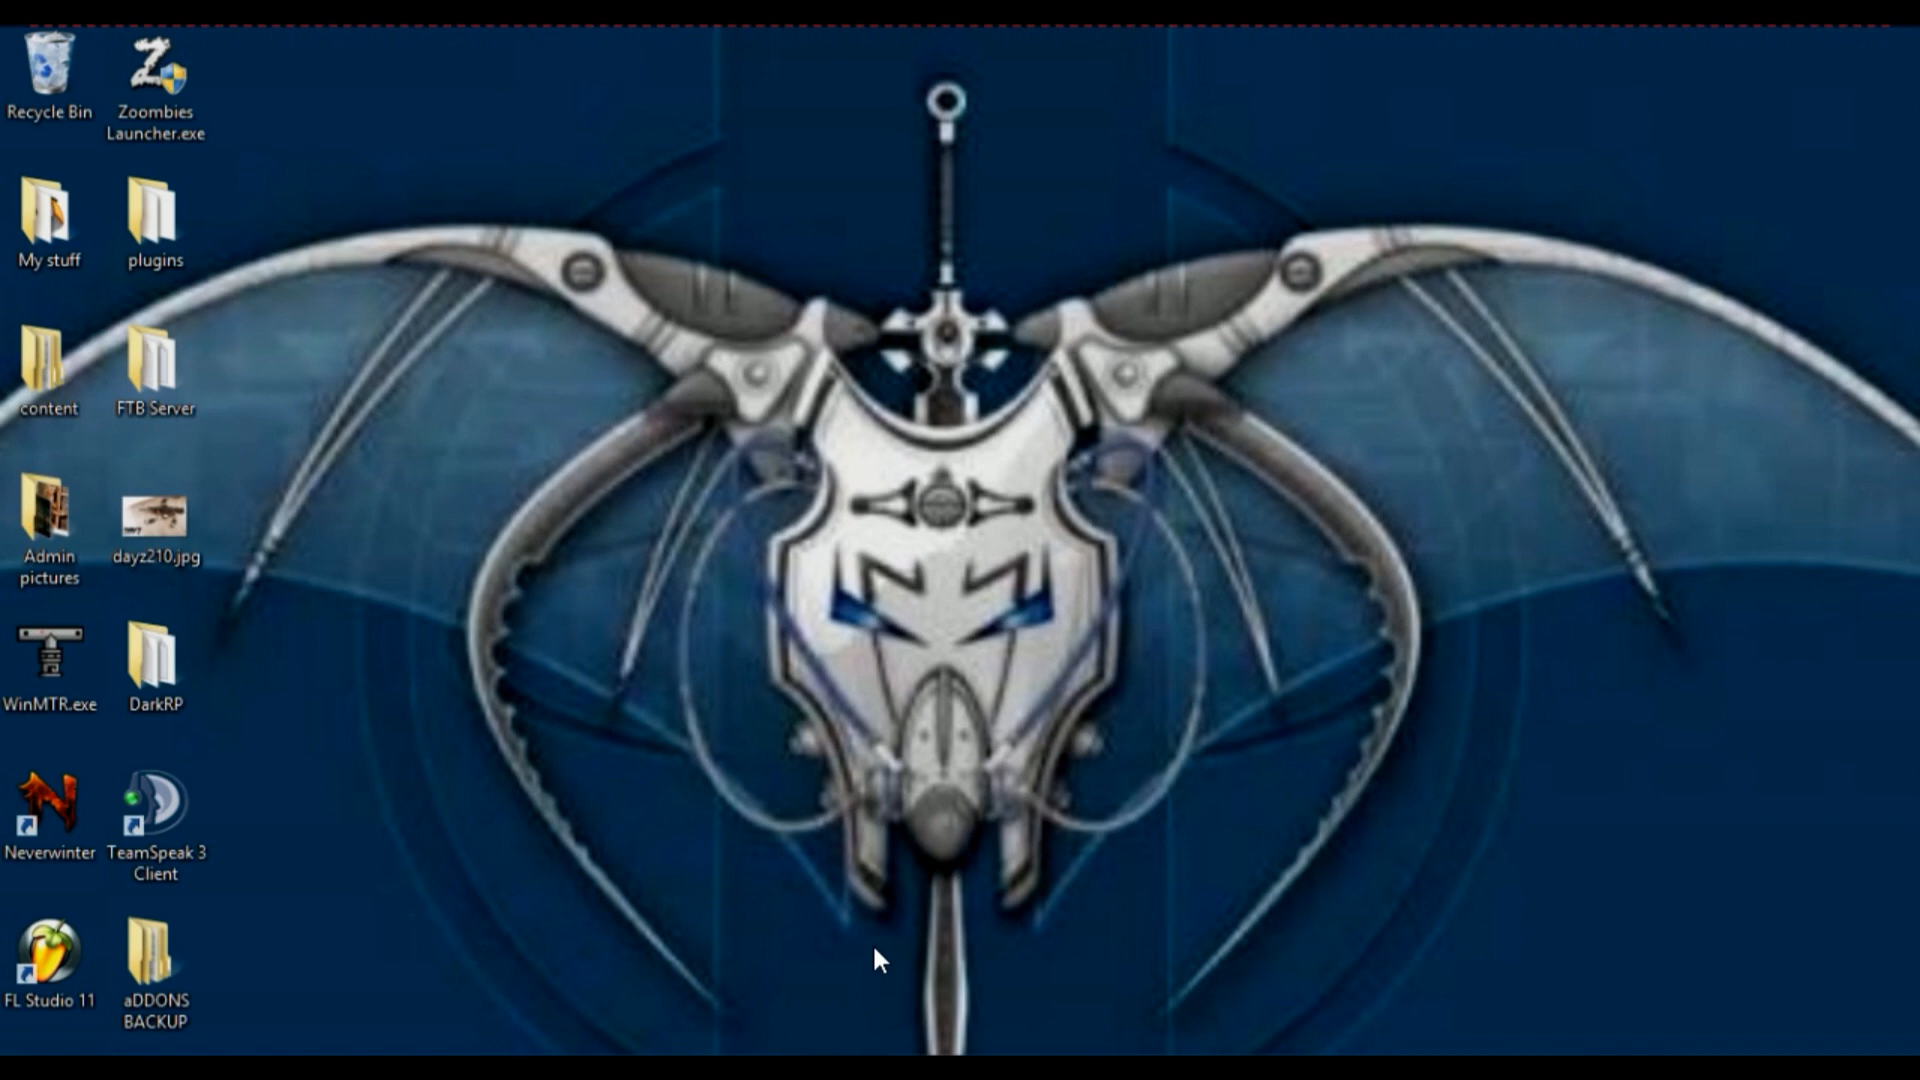 Recycle Bin
Zoombies
Launcher.exe
My stuff
plugins
content
FTB Server
Admin
pictures
dayz210.jpg
WinMTR.exe
DarkRP
Neverwinter
TeamSpeak 3
Client
FL Studio 11
aDDONS
BACKUP